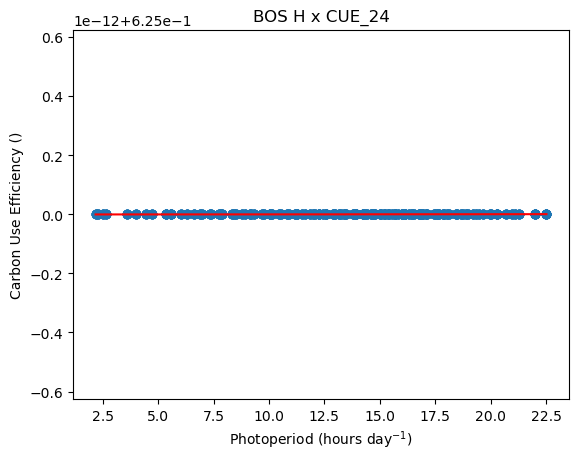 BOS H x CUE_24
1e-12+6.25e-1
0.6
0.4
0.2
0.0
−0.2
−0.4
−0.6
Carbon Use Efficiency ()
2.5 5.0 7.5 10.0 12.5 15.0 17.5 20.0 22.5
Photoperiod (hours day⁻¹)